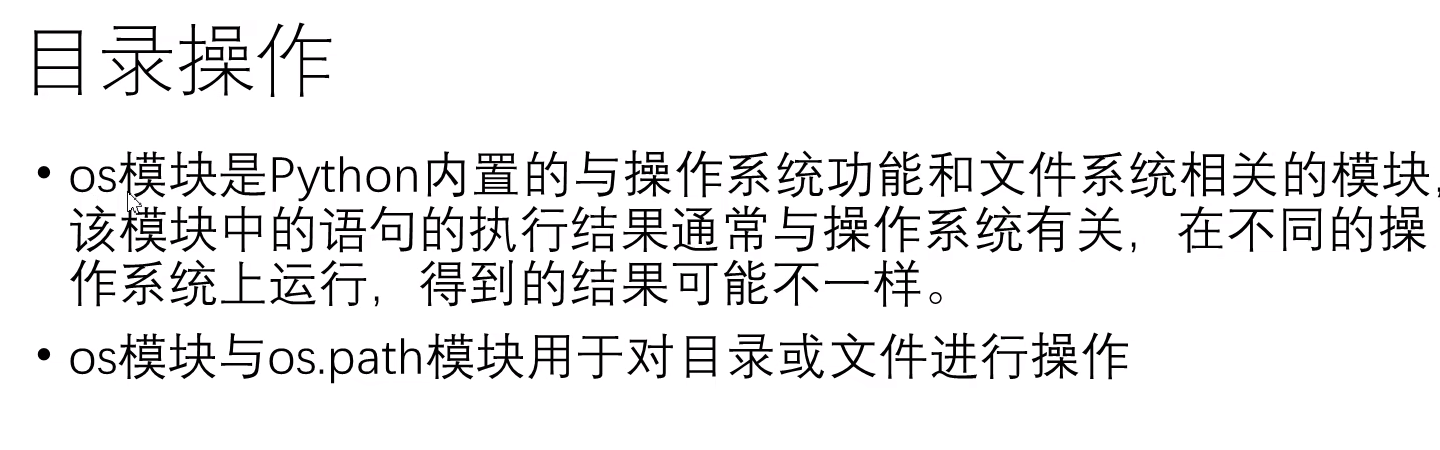 目录操作
• os模块是Python内置的与操作系统功能和文件系统相关的模块,
该模块中的语句的执行结果通常与操作系统有关，在不同的操
作系统上运行，得到的结果可能不一样。
• os模块与os.path模块用于对目录或文件进行操作